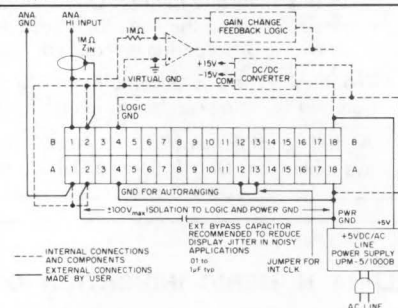 ANA GND
ANA HI INPUT
1MΩ
Z IN
1MΩ
GAIN CHANGE
FEEDBACK LOGIC
VIRTUAL GND
+15V
-15V
COM
DC/DC
CONVERTER
LOGIC
GND
B 1 2 3 4 5 6 7 8 9 10 11 12 13 14 15 16 17 18 B
A 1 2 3 4 5 6 7 8 9 10 11 12 13 14 15 16 17 18 A
GND FOR AUTORANGING
±100Vmax ISOLATION TO LOGIC AND POWER GND
+5V
PWR
GND
EXT BYPASS CAPACITOR
RECOMMENDED TO REDUCE
DISPLAY JITTER IN NOISY
APPLICATIONS
.01 to
1µF typ
JUMPER FOR
INT CLK
+5VDC/AC
LINE
POWER SUPPLY
UPM-5/1000B
INTERNAL CONNECTIONS
AND COMPONENTS
EXTERNAL CONNECTIONS
MADE BY USER
AC LINE